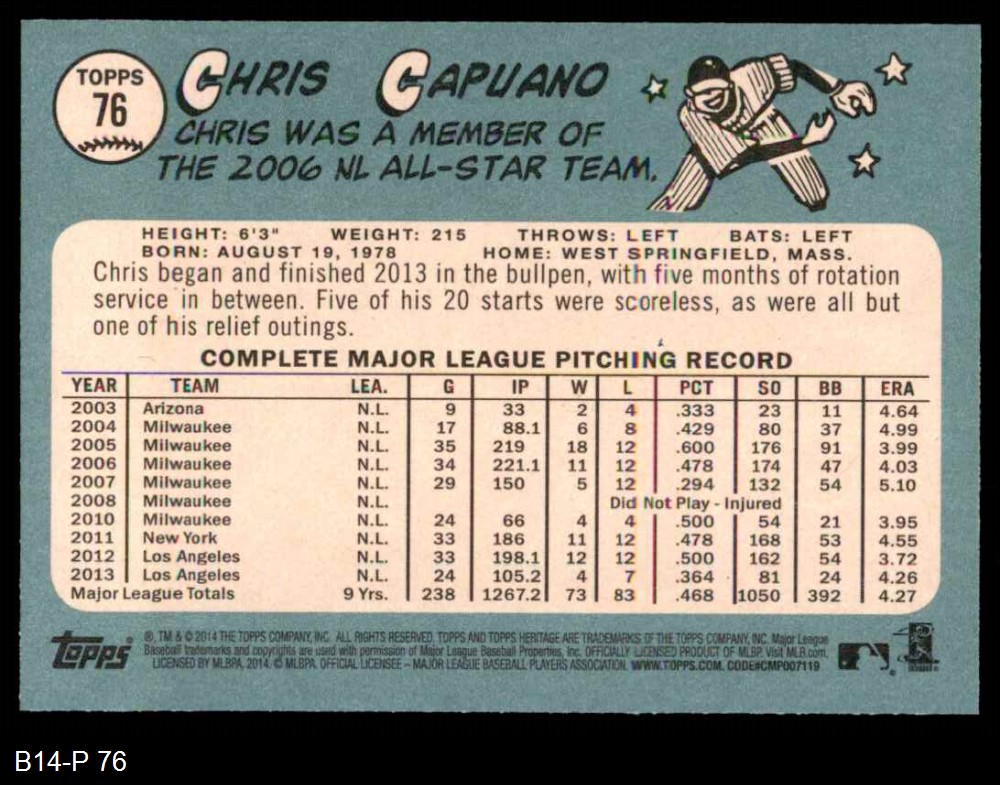 TOPPS
76
CHRIS CAPUANO
CHRIS WAS A MEMBER OF
THE 2006 NL ALL-STAR TEAM.
HEIGHT: 6'3" WEIGHT: 215 THROWS: LEFT BATS: LEFT
BORN: AUGUST 19, 1978 HOME: WEST SPRINGFIELD, MASS.
Chris began and finished 2013 in the bullpen, with five months of rotation
service in between. Five of his 20 starts were scoreless, as were all but
one of his relief outings.
COMPLETE MAJOR LEAGUE PITCHING RECORD
YEAR TEAM LEA. G IP W L PCT SO BB ERA
2003 Arizona N.L. 9 33 2 4 .333 23 11 4.64
2004 Milwaukee N.L. 17 88.1 6 8 .429 80 37 4.99
2005 Milwaukee N.L. 35 219 18 12 .600 176 91 3.99
2006 Milwaukee N.L. 34 221.1 11 12 .478 174 47 4.03
2007 Milwaukee N.L. 29 150 5 12 .294 132 54 5.10
2008 Milwaukee N.L. Did Not Play - Injured
2010 Milwaukee N.L. 24 66 4 4 .500 54 21 3.95
2011 New York N.L. 33 186 11 12 .478 168 53 4.55
2012 Los Angeles N.L. 33 198.1 12 12 .500 162 54 3.72
2013 Los Angeles N.L. 24 105.2 4 7 .364 81 24 4.26
Major League Totals 9 Yrs. 238 1267.2 73 83 .468 1050 392 4.27
Topps
®, TM & © 2014 THE TOPPS COMPANY, INC. ALL RIGHTS RESERVED. TOPPS AND TOPPS HERITAGE ARE TRADEMARKS OF THE TOPPS COMPANY, INC. Major League
Baseball trademarks and copyrights are used with permission of Major League Baseball Properties, Inc. OFFICIALLY LICENSED PRODUCT OF MLBP. Visit MLB.com.
LICENSED BY MLBPA, 2014. © MLBPA. OFFICIAL LICENSEE – MAJOR LEAGUE BASEBALL PLAYERS ASSOCIATION. WWW.TOPPS.COM. CODE#CMP007119
B14-P 76